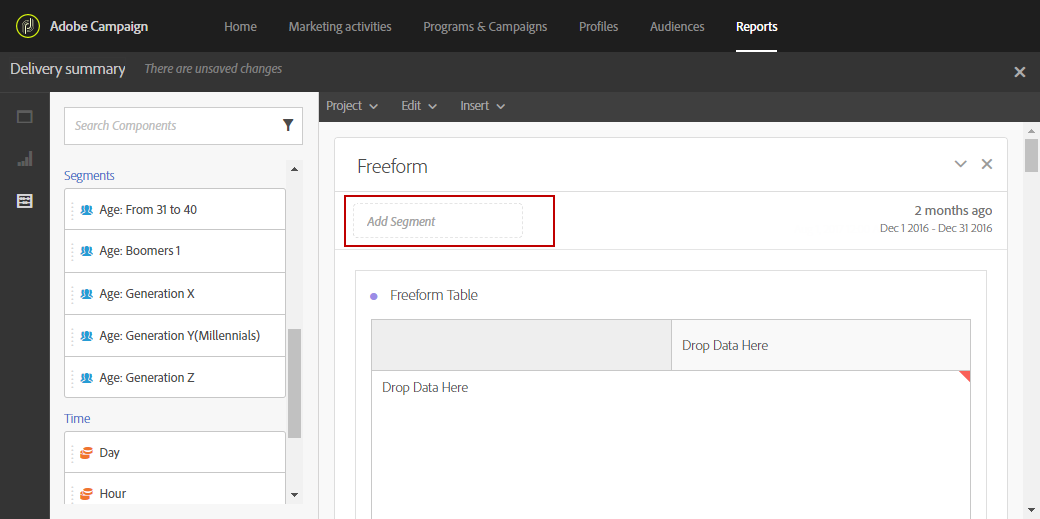 Adobe Campaign Home Marketing activities Programs & Campaigns Profiles Audiences Reports
Delivery summary There are unsaved changes
Project Edit Insert
Search Components
Segments
Age: From 31 to 40
Age: Boomers 1
Age: Generation X
Age: Generation Y(Millennials)
Age: Generation Z
Time
Day
Hour
Freeform
Add Segment
2 months ago
Dec 1 2016 - Dec 31 2016
Freeform Table
Drop Data Here
Drop Data Here